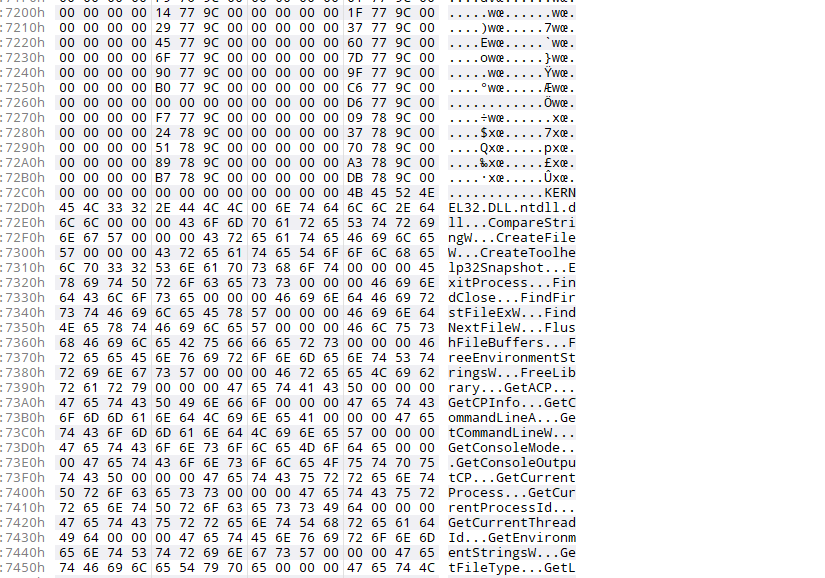 :7200h 00 00 00 00 14 77 9C 00 00 00 00 00 1F 77 9C 00 .....wœ......wœ.
:7210h 00 00 00 00 29 77 9C 00 00 00 00 00 37 77 9C 00 ....)wœ.....7wœ.
:7220h 00 00 00 00 45 77 9C 00 00 00 00 00 60 77 9C 00 ....Ewœ.....`wœ.
:7230h 00 00 00 00 6F 77 9C 00 00 00 00 00 7D 77 9C 00 ....owœ.....}wœ.
:7240h 00 00 00 00 90 77 9C 00 00 00 00 00 9F 77 9C 00 .....wœ.....Ÿwœ.
:7250h 00 00 00 00 B0 77 9C 00 00 00 00 00 C6 77 9C 00 ....°wœ.....Æwœ.
:7260h 00 00 00 00 00 00 00 00 00 00 00 00 D6 77 9C 00 ............Öwœ.
:7270h 00 00 00 00 F7 77 9C 00 00 00 00 00 09 78 9C 00 ....÷wœ......xœ.
:7280h 00 00 00 00 24 78 9C 00 00 00 00 00 37 78 9C 00 ....$xœ.....7xœ.
:7290h 00 00 00 00 51 78 9C 00 00 00 00 00 70 78 9C 00 ....Qxœ.....pxœ.
:72A0h 00 00 00 00 89 78 9C 00 00 00 00 00 A3 78 9C 00 ....‰xœ.....£xœ.
:72B0h 00 00 00 00 B7 78 9C 00 00 00 00 00 DB 78 9C 00 ....·xœ.....Ûxœ.
:72C0h 00 00 00 00 00 00 00 00 00 00 00 00 4B 45 52 4E ............KERN
:72D0h 45 4C 33 32 2E 44 4C 4C 00 6E 74 64 6C 6C 2E 64 EL32.DLL.ntdll.d
:72E0h 6C 6C 00 00 00 43 6F 6D 70 61 72 65 53 74 72 69 ll...CompareStri
:72F0h 6E 67 57 00 00 00 43 72 65 61 74 65 46 69 6C 65 ngW...CreateFile
:7300h 57 00 00 00 43 72 65 61 74 65 54 6F 6F 6C 68 65 W...CreateToolhe
:7310h 6C 70 33 32 53 6E 61 70 73 68 6F 74 00 00 00 45 lp32Snapshot...E
:7320h 78 69 74 50 72 6F 63 65 73 73 00 00 00 46 69 6E xitProcess...Fin
:7330h 64 43 6C 6F 73 65 00 00 00 46 69 6E 64 46 69 72 dClose...FindFir
:7340h 73 74 46 69 6C 65 45 78 57 00 00 00 46 69 6E 64 stFileExW...Find
:7350h 4E 65 78 74 46 69 6C 65 57 00 00 00 46 6C 75 73 NextFileW...Flus
:7360h 68 46 69 6C 65 42 75 66 66 65 72 73 00 00 00 46 hFileBuffers...F
:7370h 72 65 65 45 6E 76 69 72 6F 6E 6D 65 6E 74 53 74 reeEnvironmentSt
:7380h 72 69 6E 67 73 57 00 00 00 46 72 65 65 4C 69 62 ringsW...FreeLib
:7390h 72 61 72 79 00 00 00 47 65 74 41 43 50 00 00 00 rary...GetACP...
:73A0h 47 65 74 43 50 49 6E 66 6F 00 00 00 47 65 74 43 GetCPInfo...GetC
:73B0h 6F 6D 6D 61 6E 64 4C 69 6E 65 41 00 00 00 47 65 ommandLineA...Ge
:73C0h 74 43 6F 6D 6D 61 6E 64 4C 69 6E 65 57 00 00 00 tCommandLineW...
:73D0h 47 65 74 43 6F 6E 73 6F 6C 65 4D 6F 64 65 00 00 GetConsoleMode..
:73E0h 00 47 65 74 43 6F 6E 73 6F 6C 65 4F 75 74 70 75 .GetConsoleOutpu
:73F0h 74 43 50 00 00 00 47 65 74 43 75 72 72 65 6E 74 tCP...GetCurrent
:7400h 50 72 6F 63 65 73 73 00 00 00 47 65 74 43 75 72 Process...GetCur
:7410h 72 65 6E 74 50 72 6F 63 65 73 73 49 64 00 00 00 rentProcessId...
:7420h 47 65 74 43 75 72 72 65 6E 74 54 68 72 65 61 64 GetCurrentThread
:7430h 49 64 00 00 00 47 65 74 45 6E 76 69 72 6F 6E 6D Id...GetEnvironm
:7440h 65 6E 74 53 74 72 69 6E 67 73 57 00 00 00 47 65 entStringsW...Ge
:7450h 74 46 69 6C 65 54 79 70 65 00 00 00 47 65 74 4C tFileType...GetL